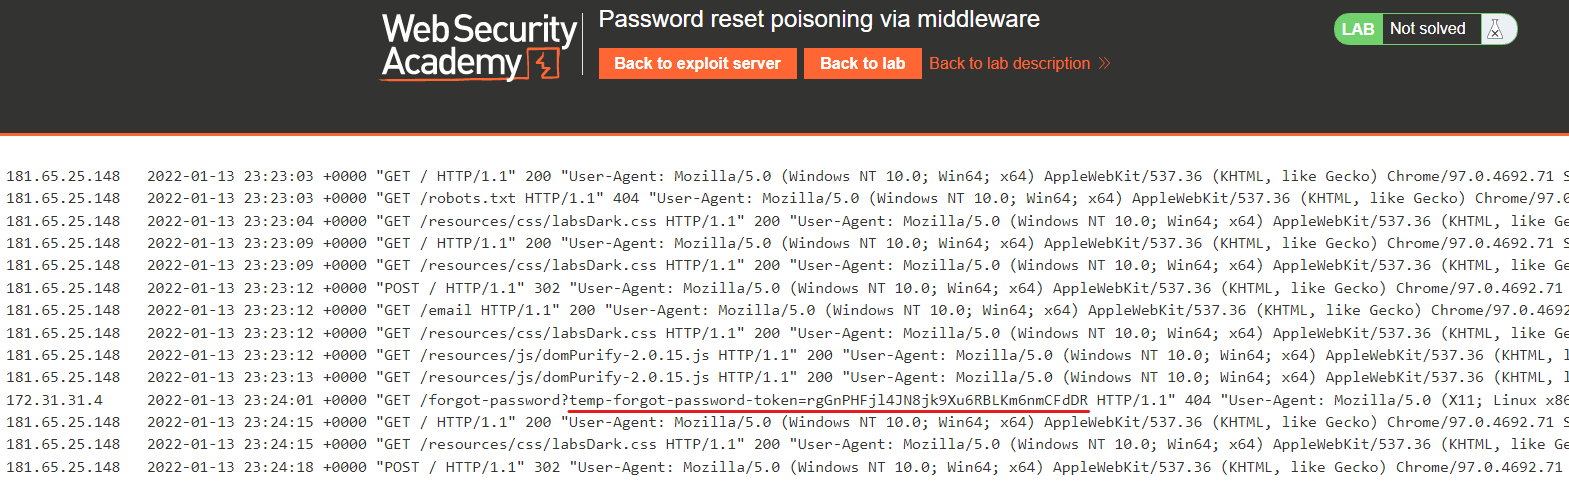 Web Security Academy
Password reset poisoning via middleware
LAB Not solved
Back to exploit server Back to lab Back to lab description
181.65.25.148 2022-01-13 23:23:03 +0000 "GET / HTTP/1.1" 200 "User-Agent: Mozilla/5.0 (Windows NT 10.0; Win64; x64) AppleWebKit/537.36 (KHTML, like Gecko) Chrome/97.0.4692.71 S
181.65.25.148 2022-01-13 23:23:03 +0000 "GET /robots.txt HTTP/1.1" 404 "User-Agent: Mozilla/5.0 (Windows NT 10.0; Win64; x64) AppleWebKit/537.36 (KHTML, like Gecko) Chrome/97.0
181.65.25.148 2022-01-13 23:23:04 +0000 "GET /resources/css/labsDark.css HTTP/1.1" 200 "User-Agent: Mozilla/5.0 (Windows NT 10.0; Win64; x64) AppleWebKit/537.36 (KHTML, like Ge
181.65.25.148 2022-01-13 23:23:09 +0000 "GET / HTTP/1.1" 200 "User-Agent: Mozilla/5.0 (Windows NT 10.0; Win64; x64) AppleWebKit/537.36 (KHTML, like Gecko) Chrome/97.0.4692.71 S
181.65.25.148 2022-01-13 23:23:09 +0000 "GET /resources/css/labsDark.css HTTP/1.1" 200 "User-Agent: Mozilla/5.0 (Windows NT 10.0; Win64; x64) AppleWebKit/537.36 (KHTML, like Ge
181.65.25.148 2022-01-13 23:23:12 +0000 "POST / HTTP/1.1" 302 "User-Agent: Mozilla/5.0 (Windows NT 10.0; Win64; x64) AppleWebKit/537.36 (KHTML, like Gecko) Chrome/97.0.4692.71
181.65.25.148 2022-01-13 23:23:12 +0000 "GET /email HTTP/1.1" 200 "User-Agent: Mozilla/5.0 (Windows NT 10.0; Win64; x64) AppleWebKit/537.36 (KHTML, like Gecko) Chrome/97.0.4692
181.65.25.148 2022-01-13 23:23:12 +0000 "GET /resources/css/labsDark.css HTTP/1.1" 200 "User-Agent: Mozilla/5.0 (Windows NT 10.0; Win64; x64) AppleWebKit/537.36 (KHTML, like Ge
181.65.25.148 2022-01-13 23:23:12 +0000 "GET /resources/js/domPurify-2.0.15.js HTTP/1.1" 200 "User-Agent: Mozilla/5.0 (Windows NT 10.0; Win64; x64) AppleWebKit/537.36 (KHTML, l
181.65.25.148 2022-01-13 23:23:13 +0000 "GET /resources/js/domPurify-2.0.15.js HTTP/1.1" 200 "User-Agent: Mozilla/5.0 (Windows NT 10.0; Win64; x64) AppleWebKit/537.36 (KHTML, l
172.31.31.4 2022-01-13 23:24:01 +0000 "GET /forgot-password?temp-forgot-password-token=rgGnPHFjl4JN8jk9Xu6RBLKm6nmCFdDR HTTP/1.1" 404 "User-Agent: Mozilla/5.0 (X11; Linux x86
181.65.25.148 2022-01-13 23:24:15 +0000 "GET / HTTP/1.1" 200 "User-Agent: Mozilla/5.0 (Windows NT 10.0; Win64; x64) AppleWebKit/537.36 (KHTML, like Gecko) Chrome/97.0.4692.71 S
181.65.25.148 2022-01-13 23:24:15 +0000 "GET /resources/css/labsDark.css HTTP/1.1" 200 "User-Agent: Mozilla/5.0 (Windows NT 10.0; Win64; x64) AppleWebKit/537.36 (KHTML, like Ge
181.65.25.148 2022-01-13 23:24:18 +0000 "POST / HTTP/1.1" 302 "User-Agent: Mozilla/5.0 (Windows NT 10.0; Win64; x64) AppleWebKit/537.36 (KHTML, like Gecko) Chrome/97.0.4692.71